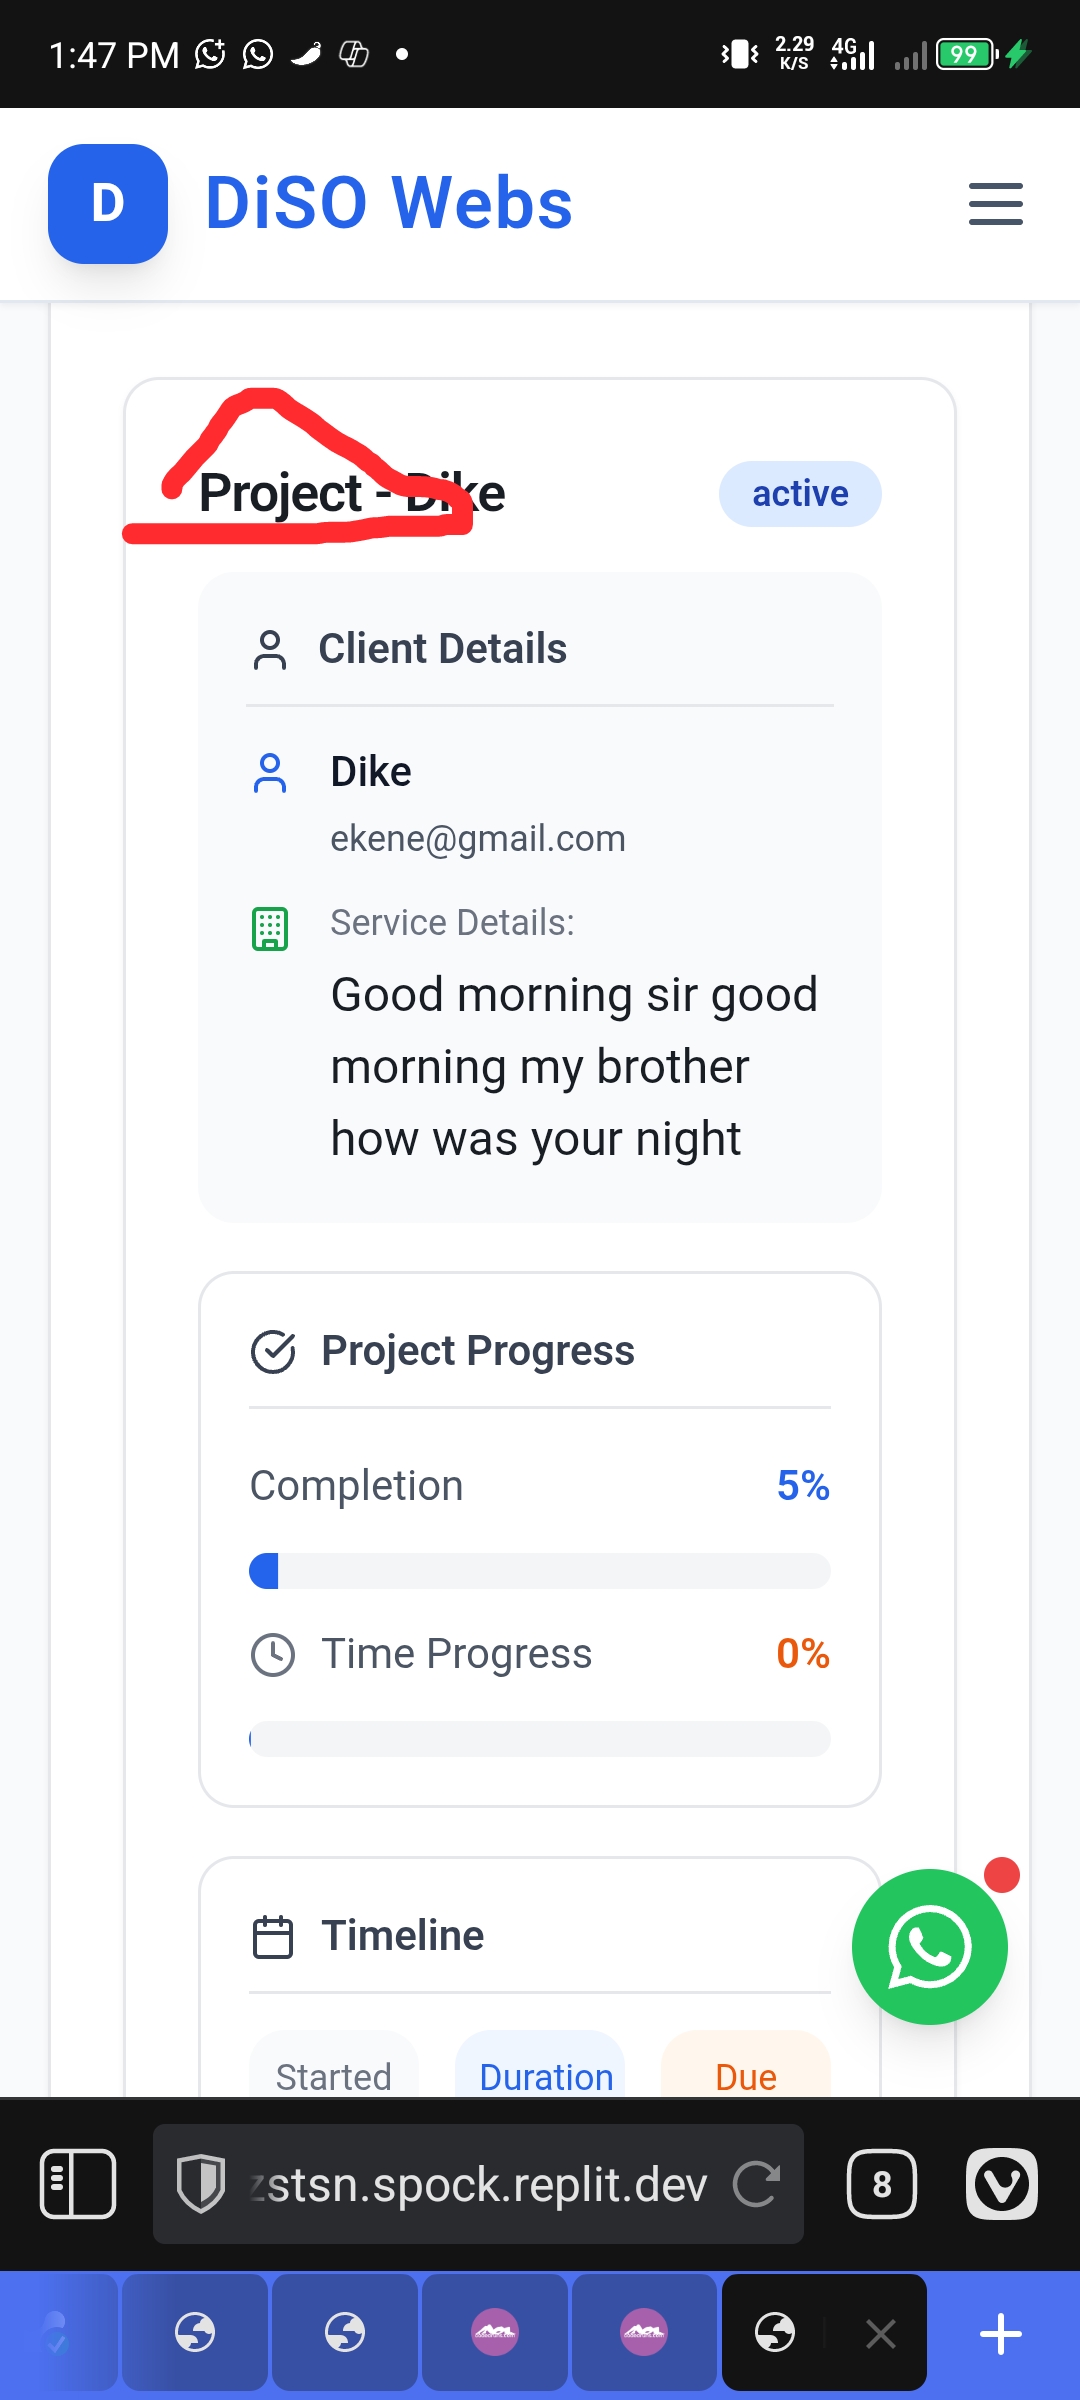 1:47 PM
2.29
K/S
4G
99
D
DiSO Webs
Project - Dike
active
Client Details
Dike
ekene@gmail.com
Service Details:
Good morning sir good
morning my brother
how was your night
Project Progress
Completion
5%
Time Progress
0%
Timeline
Started
Duration
Due
zstsn.spock.replit.dev
8